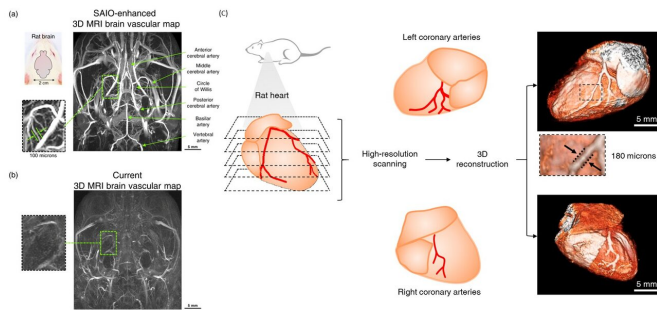 (a)
SAIO-enhanced
3D MRI brain vascular map
Rat brain
2 cm
100 microns
Anterior
cerebral artery
Middle
cerebral artery
Circle
of Willis
Posterior
cerebral artery
Basilar
artery
Vertebral
artery
5 mm
(b)
Current
3D MRI brain vascular map
5 mm
(C)
Rat heart
High-resolution
scanning
3D
reconstruction
Left coronary arteries
Right coronary arteries
5 mm
180 microns
5 mm